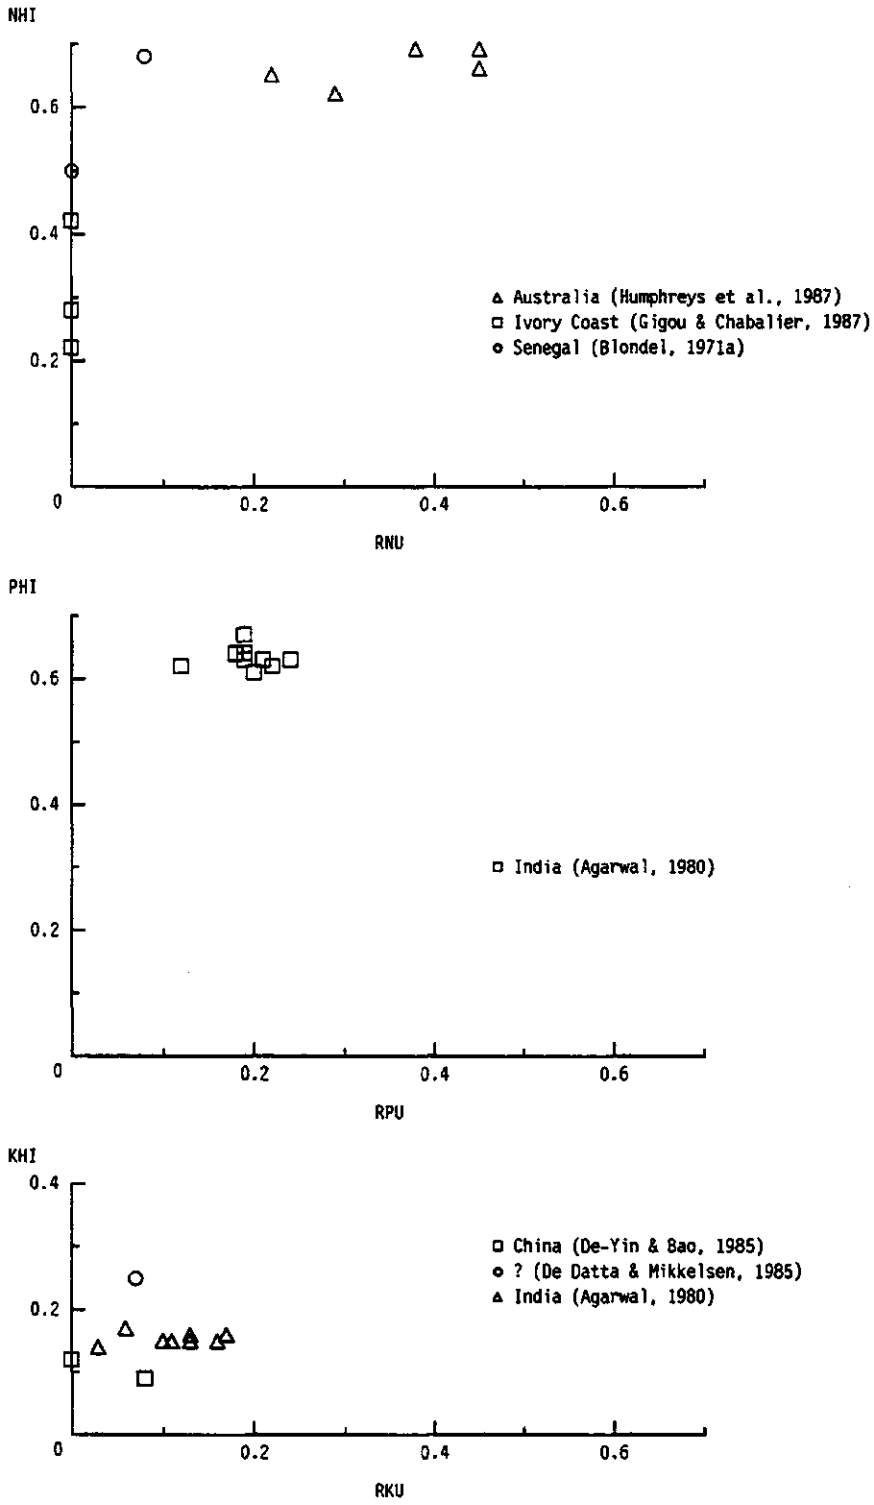 NHI
0.6
0.4
0.2
0
0.2 0.4 0.6
RNU
Australia (Humphreys et al., 1987)
Ivory Coast (Gigou & Chabalier, 1987)
Senegal (Blondel, 1971a)
PHI
0.6
0.4
0.2
0
0.2 0.4 0.6
RPU
India (Agarwal, 1980)
KHI
0.4
0.2
0
0.2 0.4 0.6
RKU
China (De-Yin & Bao, 1985)
? (De Datta & Mikkelsen, 1985)
India (Agarwal, 1980)